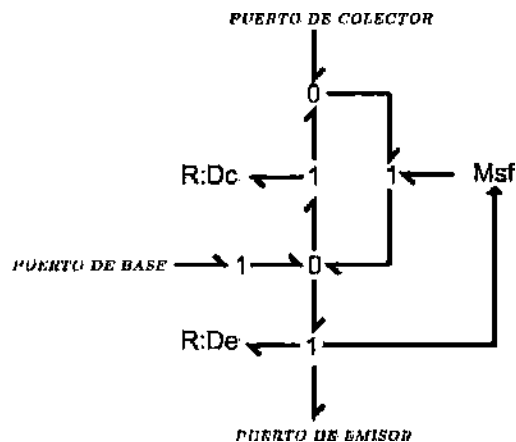 PUERTO DE COLECTOR
0
R:Dc 1 1 Msf
PUERTO DE BASE 1 0
R:De 1
PUERTO DE EMISOR